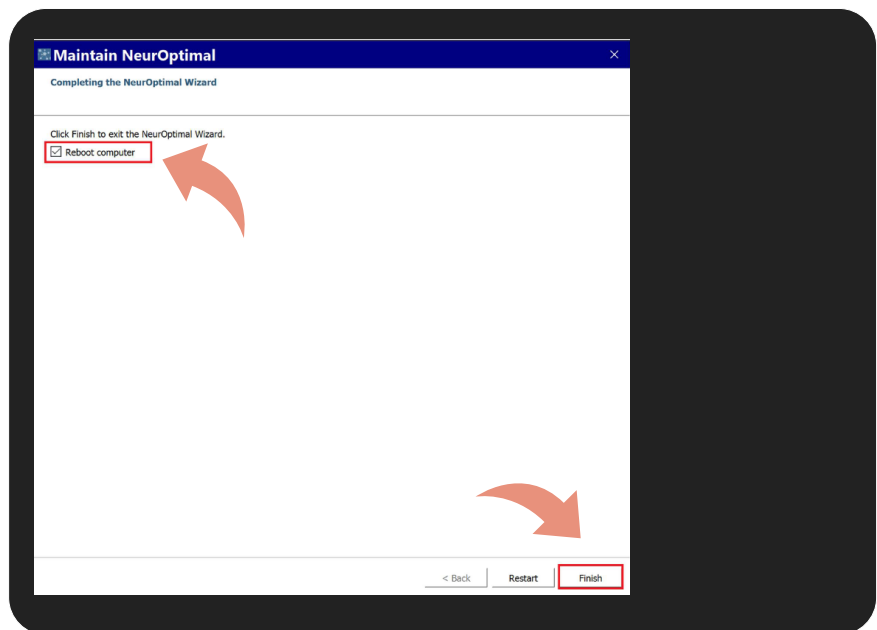 Maintain NeurOptimal
Completing the NeurOptimal Wizard
Click Finish to exit the NeurOptimal Wizard.
Reboot computer
< Back Restart Finish